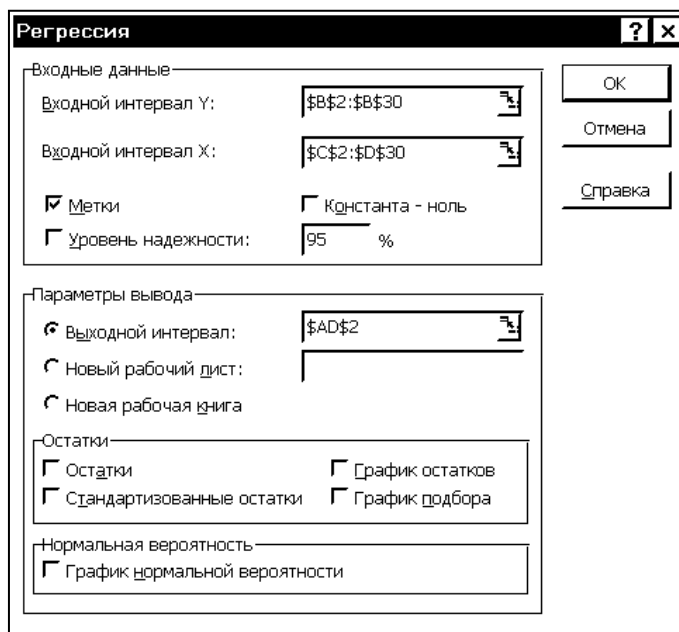 Регрессия ? ×
Входные данные
Входной интервал Y: $B$2:$B$30
Входной интервал X: $C$2:$D$30
Метки Константа - ноль
Уровень надежности: 95 %
OK
Отмена
Справка
Параметры вывода
Выходной интервал: $AD$2
Новый рабочий лист:
Новая рабочая книга
Остатки
Остатки График остатков
Стандартизованные остатки График подбора
Нормальная вероятность
График нормальной вероятности